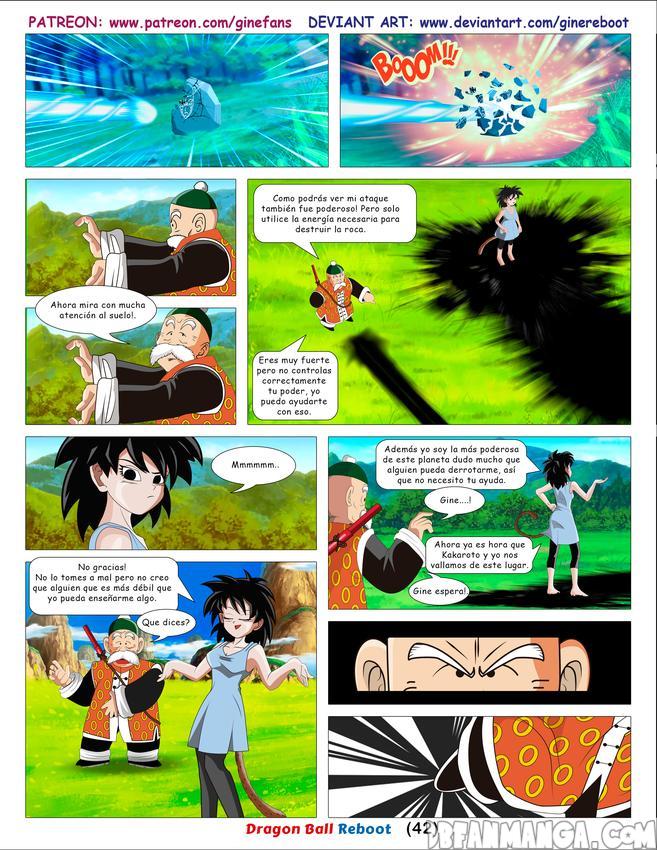 PATREON: www.patreon.com/ginefans DEVIANT ART: www.deviantart.com/ginereboot
BOOOM!!!
Como podrás ver mi ataque
también fue poderoso! Pero solo
utilice la energía necesaria para
destruir la roca.
Ahora mira con mucha
atención al suelo!.
Eres muy fuerte
pero no controlas
correctamente
tu poder, yo
puedo ayudarte
con eso.
Mmmmmm..
Además yo soy la más poderosa
de este planeta dudo mucho que
alguien pueda derrotarme, así
que no necesito tu ayuda.
Gine....!
Ahora ya es hora que
Kakaroto y yo nos
vallamos de este lugar.
Gine espera!.
No gracias!
No lo tomes a mal pero no creo
que alguien que es más débil que
yo pueda enseñarme algo.
Que dices?
Dragon Ball Reboot (42)
DBFANMANGA.COM